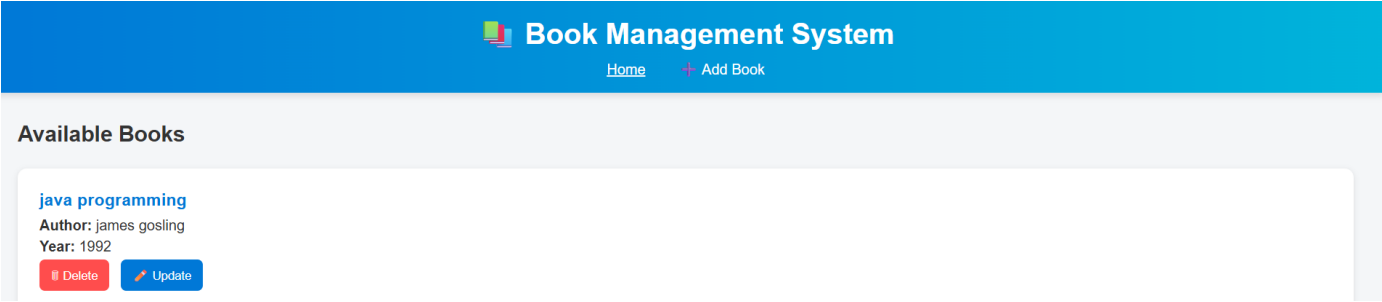 Book Management System
Home Add Book
Available Books
java programming
Author: james gosling
Year: 1992
Delete Update